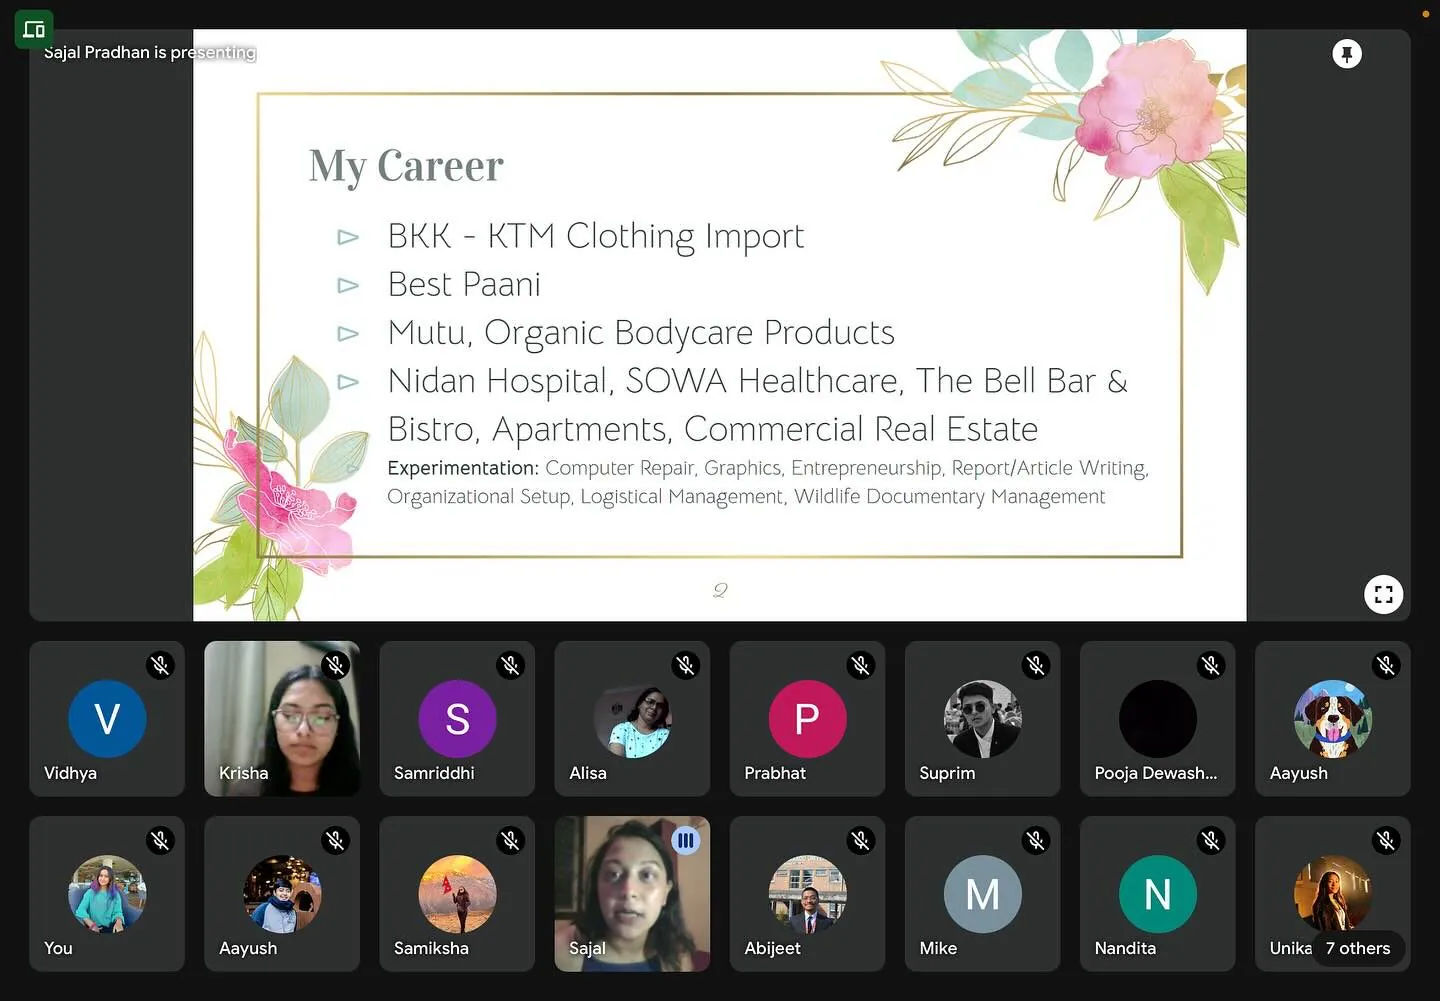 Sajal Pradhan is presenting
My Career
BKK - KTM Clothing Import
Best Paani
Mutu, Organic Bodycare Products
Nidan Hospital, SOWA Healthcare, The Bell Bar &
Bistro, Apartments, Commercial Real Estate
Experimentation: Computer Repair, Graphics, Entrepreneurship, Report/Article Writing,
Organizational Setup, Logistical Management, Wildlife Documentary Management
2
V
Vidhya
Krisha
S
Samriddhi
Alisa
P
Prabhat
Suprim
Pooja Dewash...
Aayush
You
Aayush
Samiksha
Sajal
Abijeet
M
Mike
N
Nandita
Unika
7 others